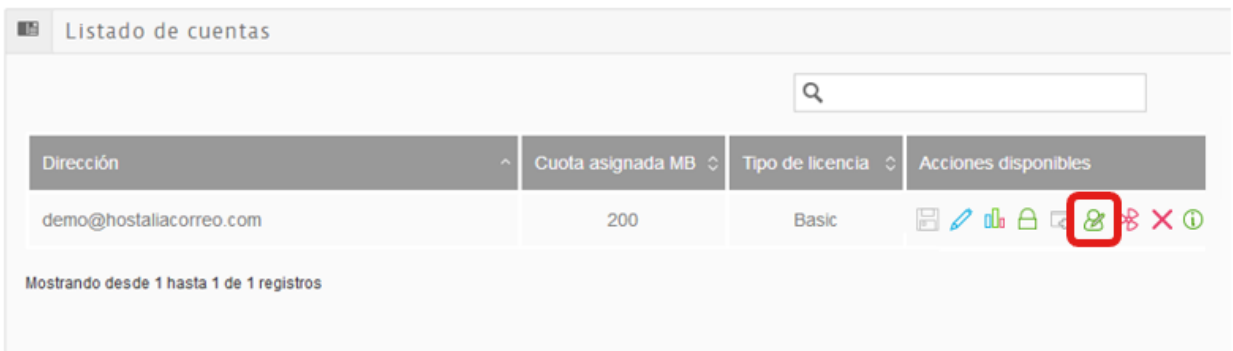 Listado de cuentas
Dirección Cuota asignada MB Tipo de licencia Acciones disponibles
demo@hostaliacorreo.com 200 Basic
Mostrando desde 1 hasta 1 de 1 registros